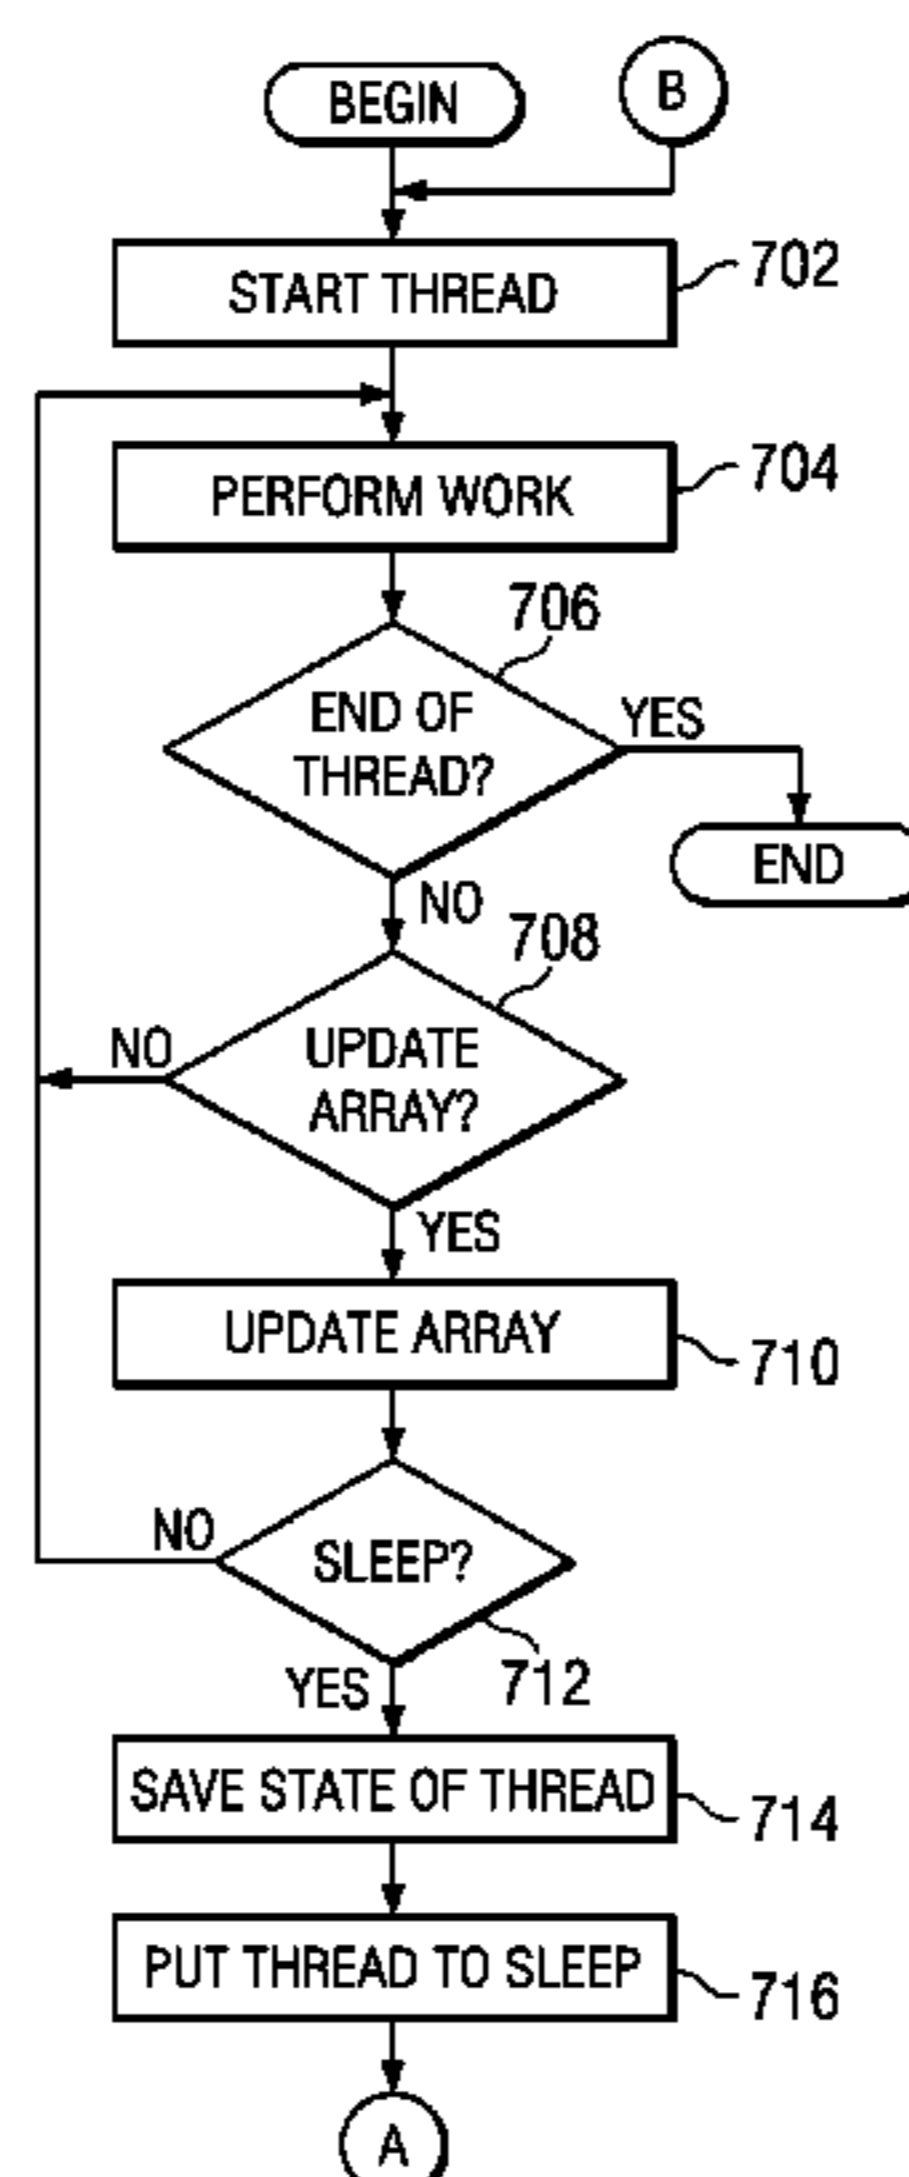 BEGIN
B
START THREAD
702
PERFORM WORK
704
706
END OF
THREAD?
YES
END
NO
708
UPDATE
ARRAY?
NO
YES
UPDATE ARRAY
710
SLEEP?
NO
712
YES
SAVE STATE OF THREAD
714
PUT THREAD TO SLEEP
716
A